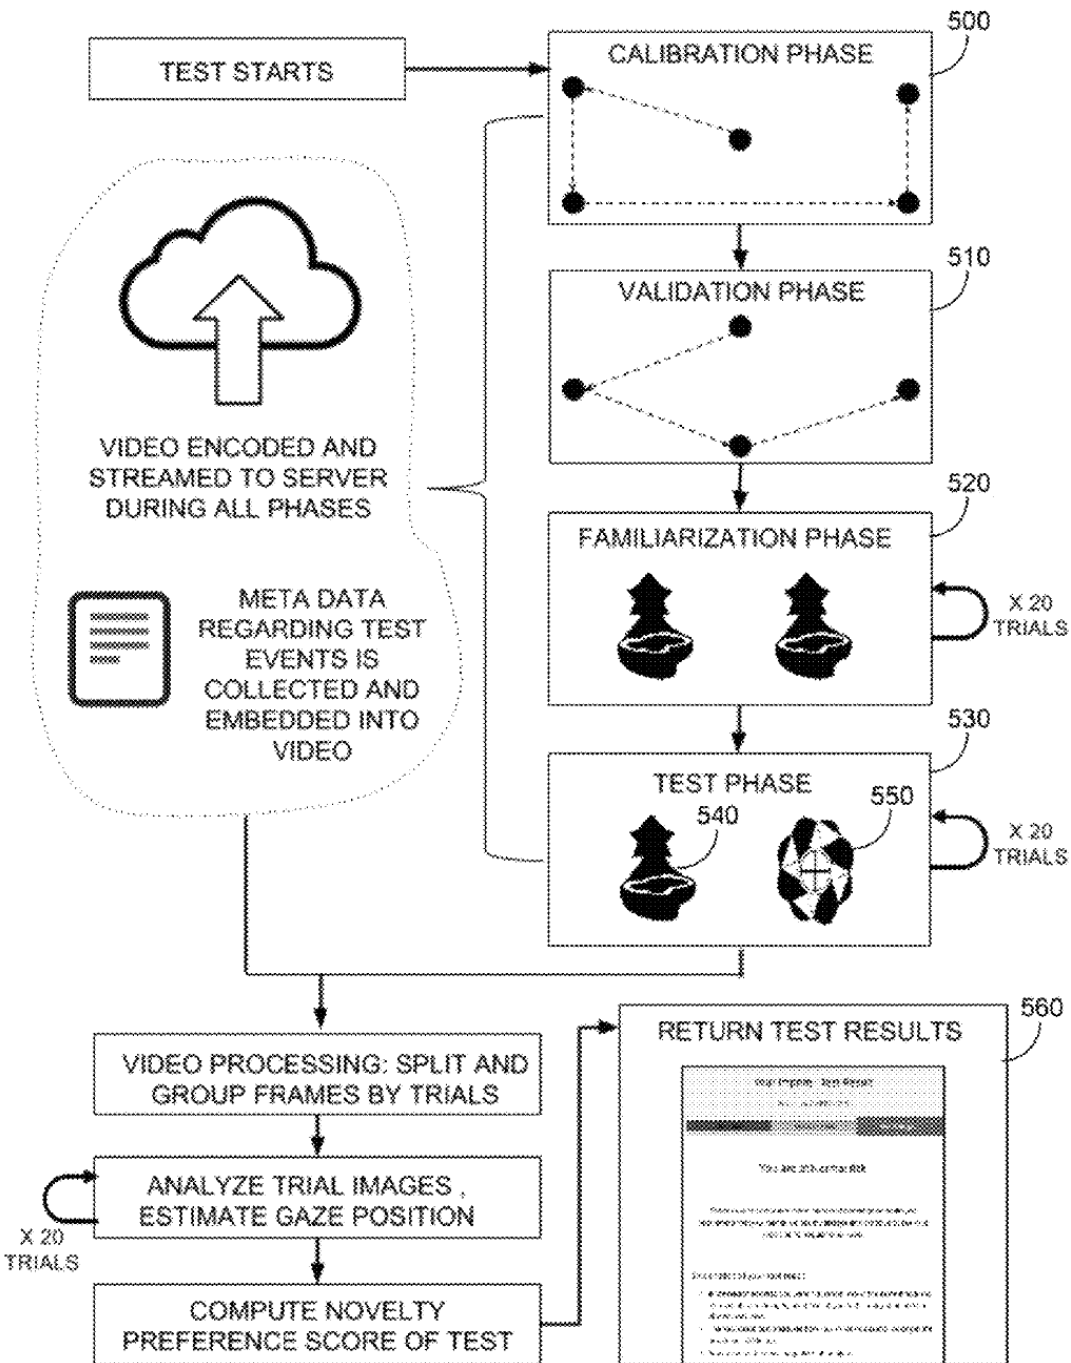 500
TEST STARTS
CALIBRATION PHASE
510
VALIDATION PHASE
VIDEO ENCODED AND
STREAMED TO SERVER
DURING ALL PHASES
520
FAMILIARIZATION PHASE
X 20
TRIALS
META DATA
REGARDING TEST
EVENTS IS
COLLECTED AND
EMBEDDED INTO
VIDEO
530
TEST PHASE
540
550
X 20
TRIALS
VIDEO PROCESSING: SPLIT AND
GROUP FRAMES BY TRIALS
ANALYZE TRIAL IMAGES ,
ESTIMATE GAZE POSITION
X 20
TRIALS
COMPUTE NOVELTY
PREFERENCE SCORE OF TEST
560
RETURN TEST RESULTS